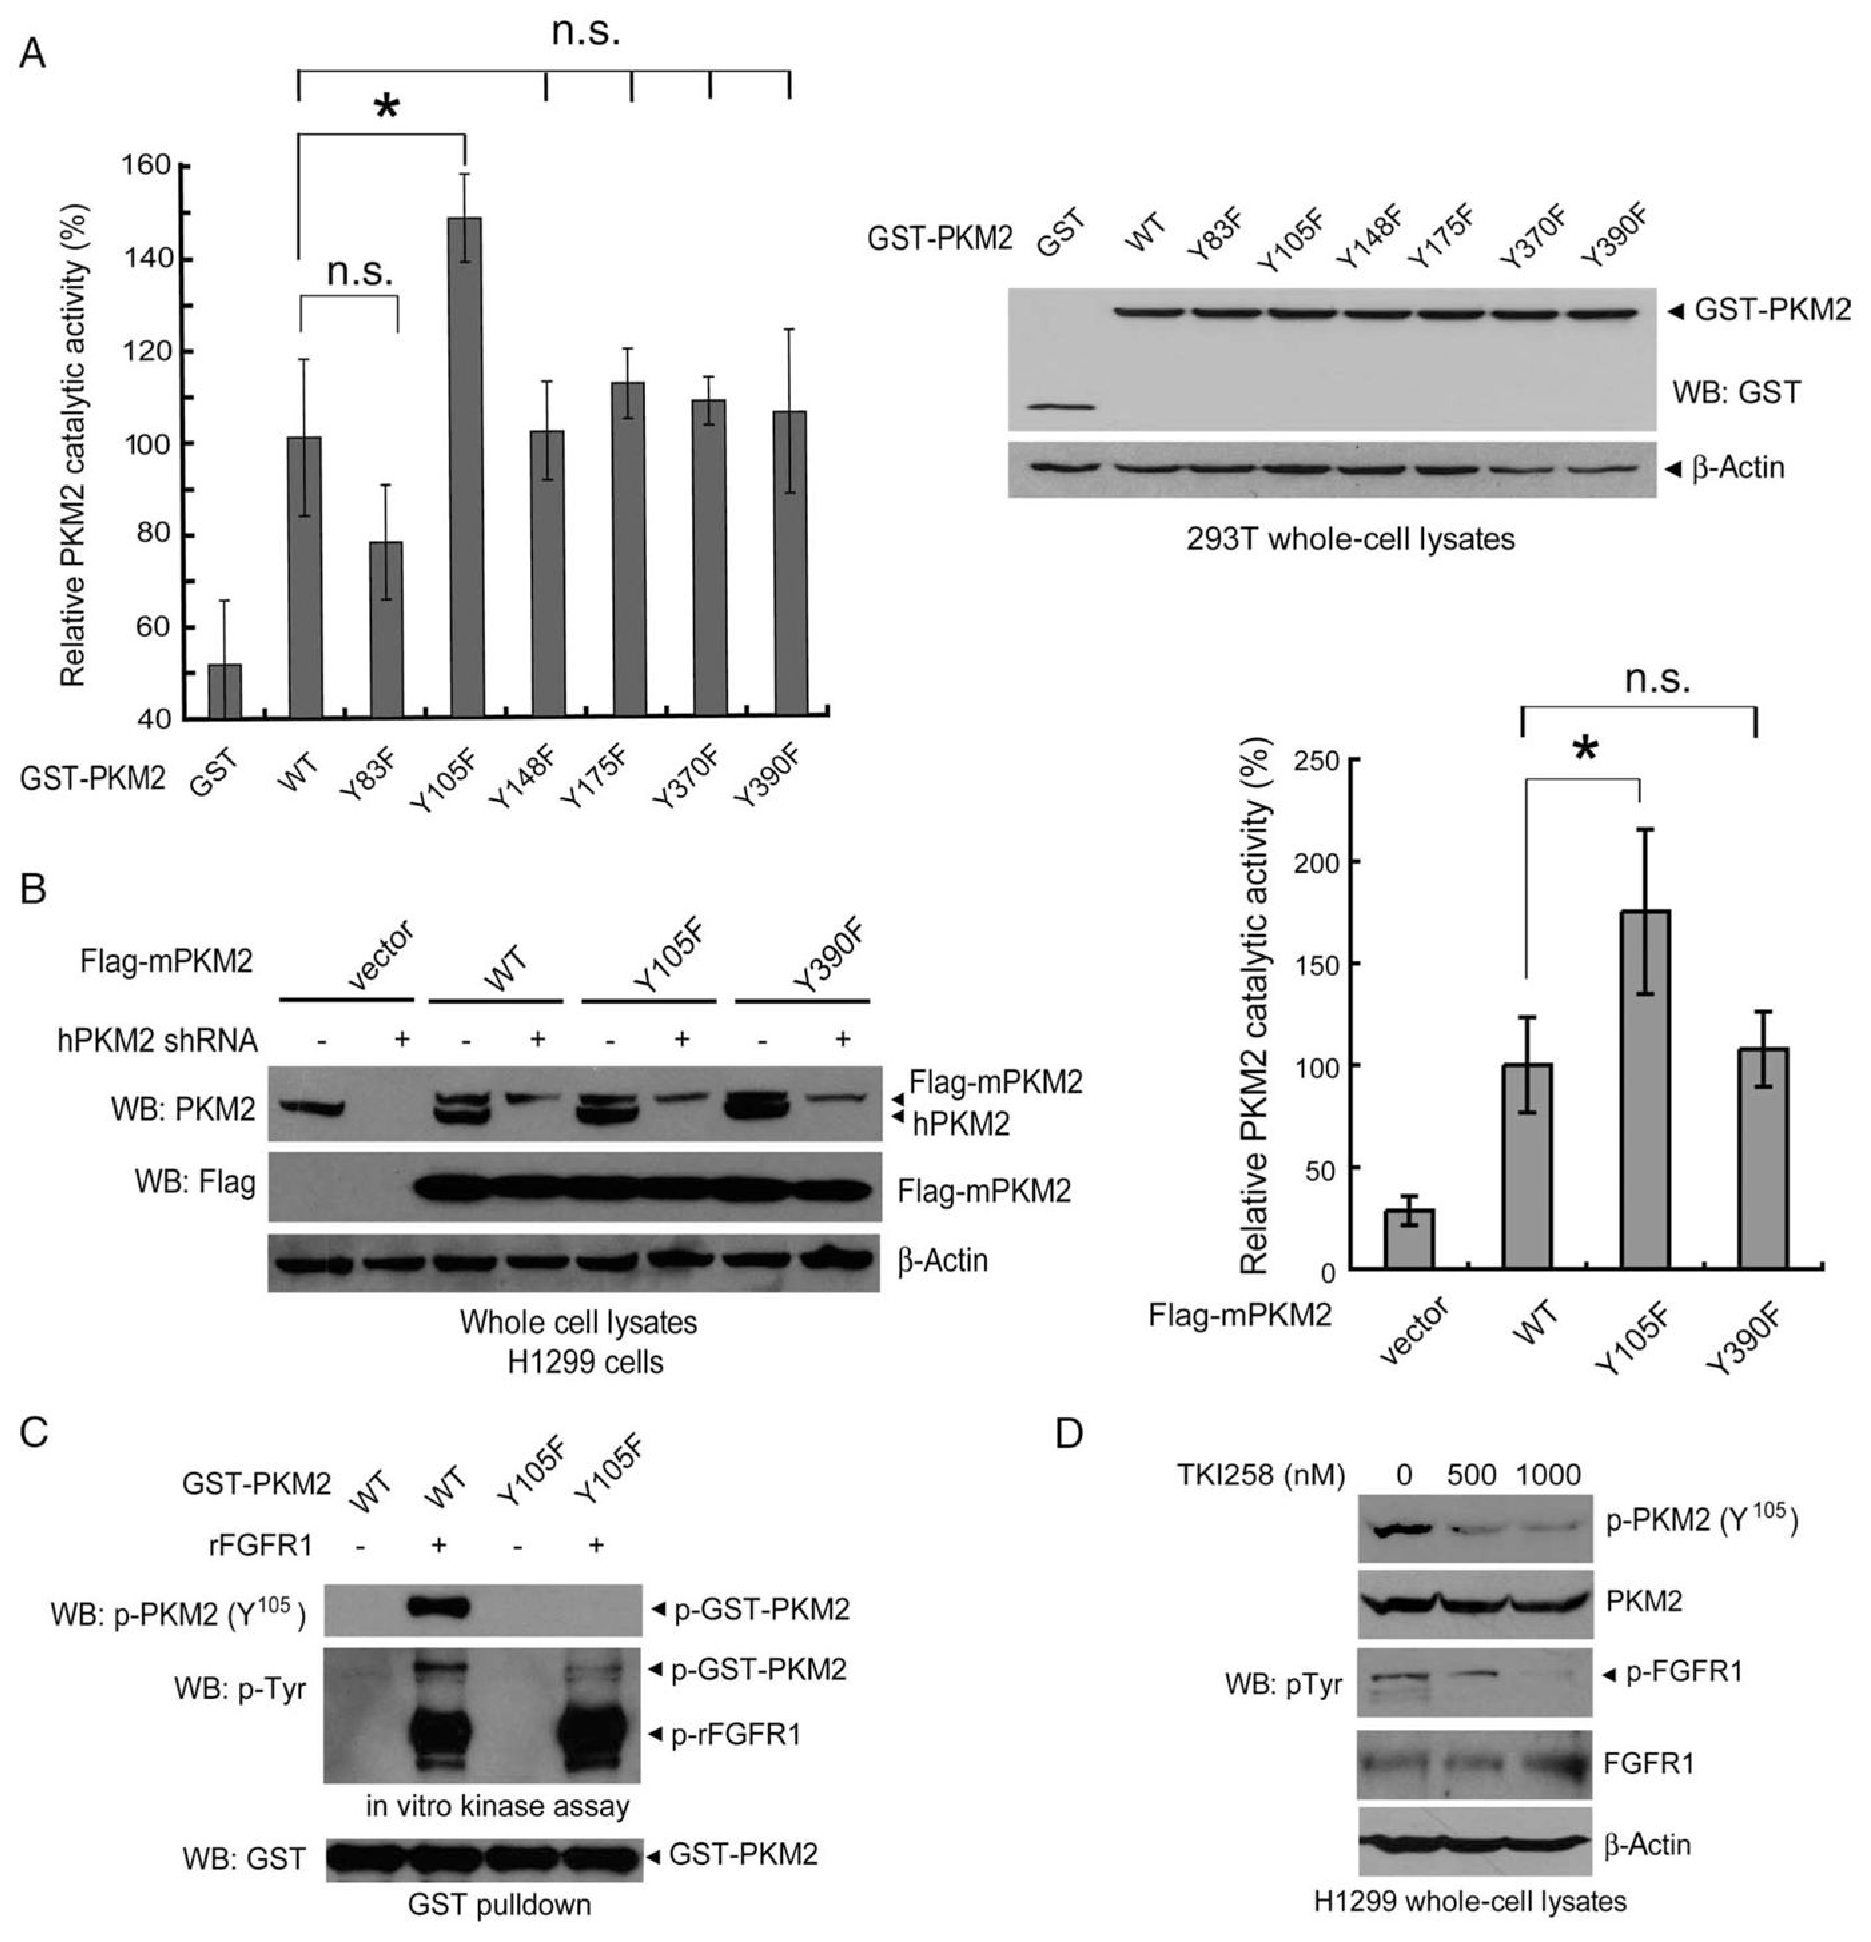 A
n.s.
*
n.s.
Relative PKM2 catalytic activity (%)
160
140
120
100
80
60
40
GST-PKM2 GST WT Y83F Y105F Y148F Y175F Y370F Y390F
GST-PKM2 GST WT Y83F Y105F Y148F Y175F Y370F Y390F
GST-PKM2
WB: GST
β-Actin
293T whole-cell lysates
B
Flag-mPKM2 vector WT Y105F Y390F
hPKM2 shRNA - + - + - + - +
WB: PKM2 Flag-mPKM2
hPKM2
WB: Flag Flag-mPKM2
β-Actin
Whole cell lysates
H1299 cells
n.s.
*
Relative PKM2 catalytic activity (%)
250
200
150
100
50
0
Flag-mPKM2 vector WT Y105F Y390F
C
GST-PKM2 WT WT Y105F Y105F
rFGFR1 - + - +
WB: p-PKM2 (Y105) p-GST-PKM2
WB: p-Tyr p-GST-PKM2
p-rFGFR1
in vitro kinase assay
WB: GST GST-PKM2
GST pulldown
D
TKI258 (nM) 0 500 1000
p-PKM2 (Y105)
PKM2
WB: pTyr p-FGFR1
FGFR1
β-Actin
H1299 whole-cell lysates